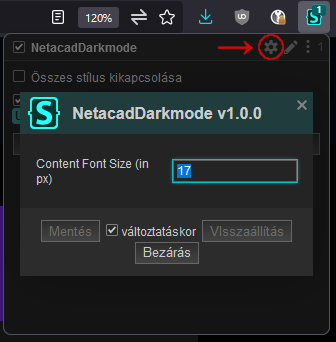 120%
1
NetacadDarkmode
1
Összes stílus kikapcsolása
S
NetacadDarkmode v1.0.0
Content Font Size (in
px)
17
Mentés
változtatáskor
VIsszaállítás
Bezárás